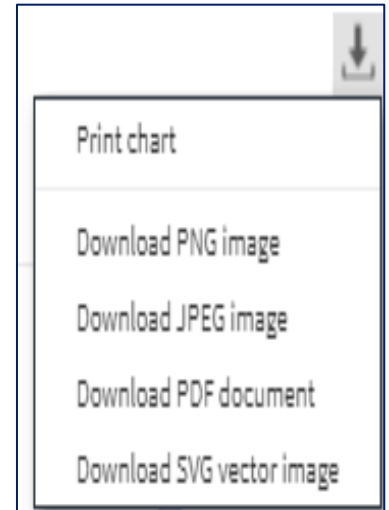 Print chart
Download PNG image
Download JPEG image
Download PDF document
Download SVG vector image